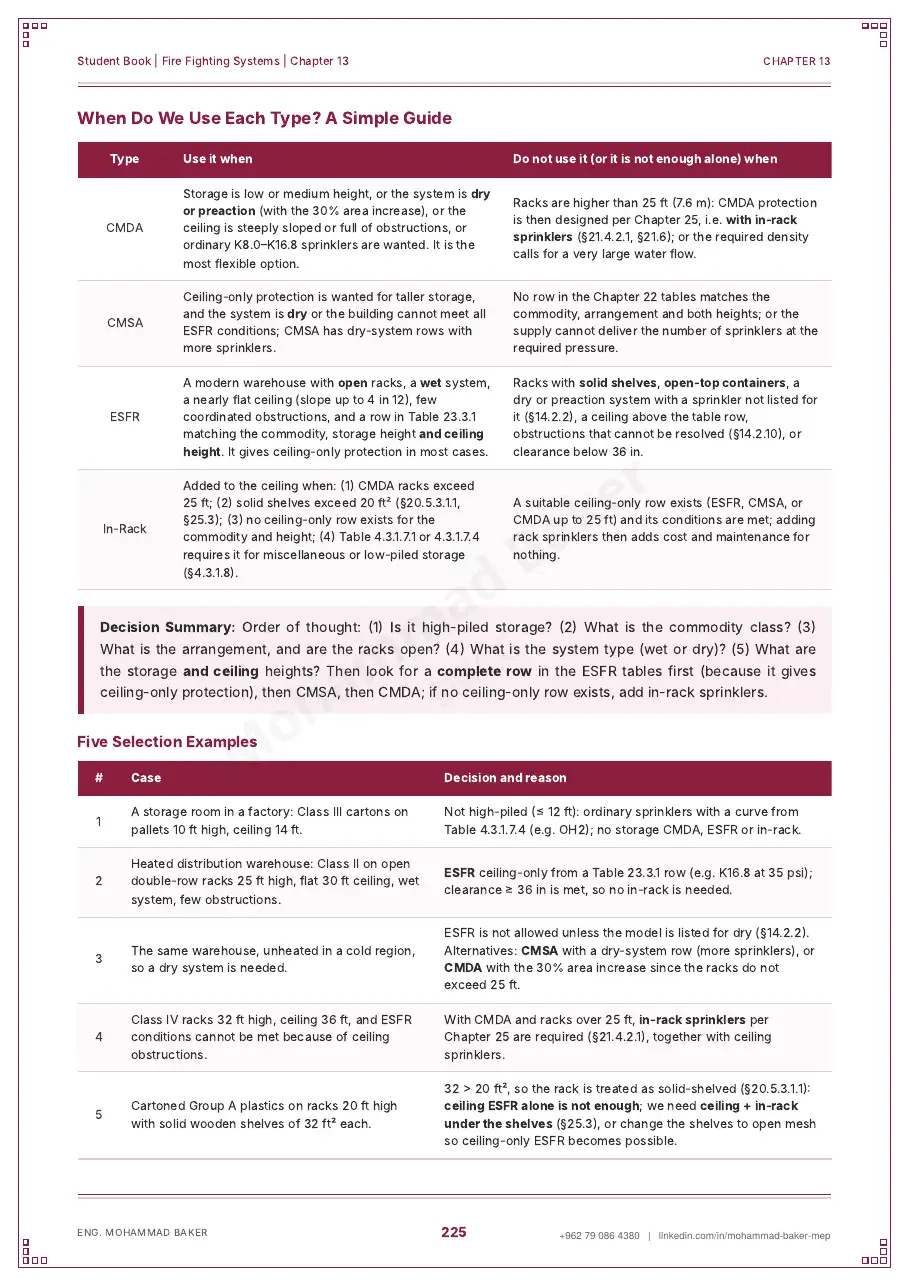 Student Book | Fire Fighting Systems | Chapter 13
CHAPTER 13
When Do We Use Each Type? A Simple Guide
Type
Use it when
Do not use it (or it is not enough alone) when
CMDA
Storage is low or medium height, or the system is dry
or preaction (with the 30% area increase), or the
ceiling is steeply sloped or full of obstructions, or
ordinary K8.0–K16.8 sprinklers are wanted. It is the
most flexible option.
Racks are higher than 25 ft (7.6 m): CMDA protection
is then designed per Chapter 25, i.e. with in-rack
sprinklers (§21.4.2.1, §21.6); or the required density
calls for a very large water flow.
CMSA
Ceiling-only protection is wanted for taller storage,
and the system is dry or the building cannot meet all
ESFR conditions; CMSA has dry-system rows with
more sprinklers.
No row in the Chapter 22 tables matches the
commodity, arrangement and both heights; or the
supply cannot deliver the number of sprinklers at the
required pressure.
ESFR
A modern warehouse with open racks, a wet system,
a nearly flat ceiling (slope up to 4 in 12), few
coordinated obstructions, and a row in Table 23.3.1
matching the commodity, storage height and ceiling
height. It gives ceiling-only protection in most cases.
Racks with solid shelves, open-top containers, a
dry or preaction system with a sprinkler not listed for
it (§14.2.2), a ceiling above the table row,
obstructions that cannot be resolved (§14.2.10), or
clearance below 36 in.
In-Rack
Added to the ceiling when: (1) CMDA racks exceed
25 ft; (2) solid shelves exceed 20 ft² (§20.5.3.1.1,
§25.3); (3) no ceiling-only row exists for the
commodity and height; (4) Table 4.3.1.7.1 or 4.3.1.7.4
requires it for miscellaneous or low-piled storage
(§4.3.1.8).
A suitable ceiling-only row exists (ESFR, CMSA, or
CMDA up to 25 ft) and its conditions are met; adding
rack sprinklers then adds cost and maintenance for
nothing.
Decision Summary: Order of thought: (1) Is it high-piled storage? (2) What is the commodity class? (3)
What is the arrangement, and are the racks open? (4) What is the system type (wet or dry)? (5) What are
the storage and ceiling heights? Then look for a complete row in the ESFR tables first (because it gives
ceiling-only protection), then CMSA, then CMDA; if no ceiling-only row exists, add in-rack sprinklers.
Five Selection Examples
#
Case
Decision and reason
1
A storage room in a factory: Class III cartons on
pallets 10 ft high, ceiling 14 ft.
Not high-piled (≤ 12 ft): ordinary sprinklers with a curve from
Table 4.3.1.7.4 (e.g. OH2); no storage CMDA, ESFR or in-rack.
2
Heated distribution warehouse: Class II on open
double-row racks 25 ft high, flat 30 ft ceiling, wet
system, few obstructions.
ESFR ceiling-only from a Table 23.3.1 row (e.g. K16.8 at 35 psi);
clearance ≥ 36 in is met, so no in-rack is needed.
3
The same warehouse, unheated in a cold region,
so a dry system is needed.
ESFR is not allowed unless the model is listed for dry (§14.2.2).
Alternatives: CMSA with a dry-system row (more sprinklers), or
CMDA with the 30% area increase since the racks do not
exceed 25 ft.
4
Class IV racks 32 ft high, ceiling 36 ft, and ESFR
conditions cannot be met because of ceiling
obstructions.
With CMDA and racks over 25 ft, in-rack sprinklers per
Chapter 25 are required (§21.4.2.1), together with ceiling
sprinklers.
5
Cartoned Group A plastics on racks 20 ft high
with solid wooden shelves of 32 ft² each.
32 > 20 ft², so the rack is treated as solid-shelved (§20.5.3.1.1):
ceiling ESFR alone is not enough; we need ceiling + in-rack
under the shelves (§25.3), or change the shelves to open mesh
so ceiling-only ESFR becomes possible.
Mohammad Baker
ENG. MOHAMMAD BAKER
225
+962 79 086 4380 | linkedin.com/in/mohammad-baker-mep